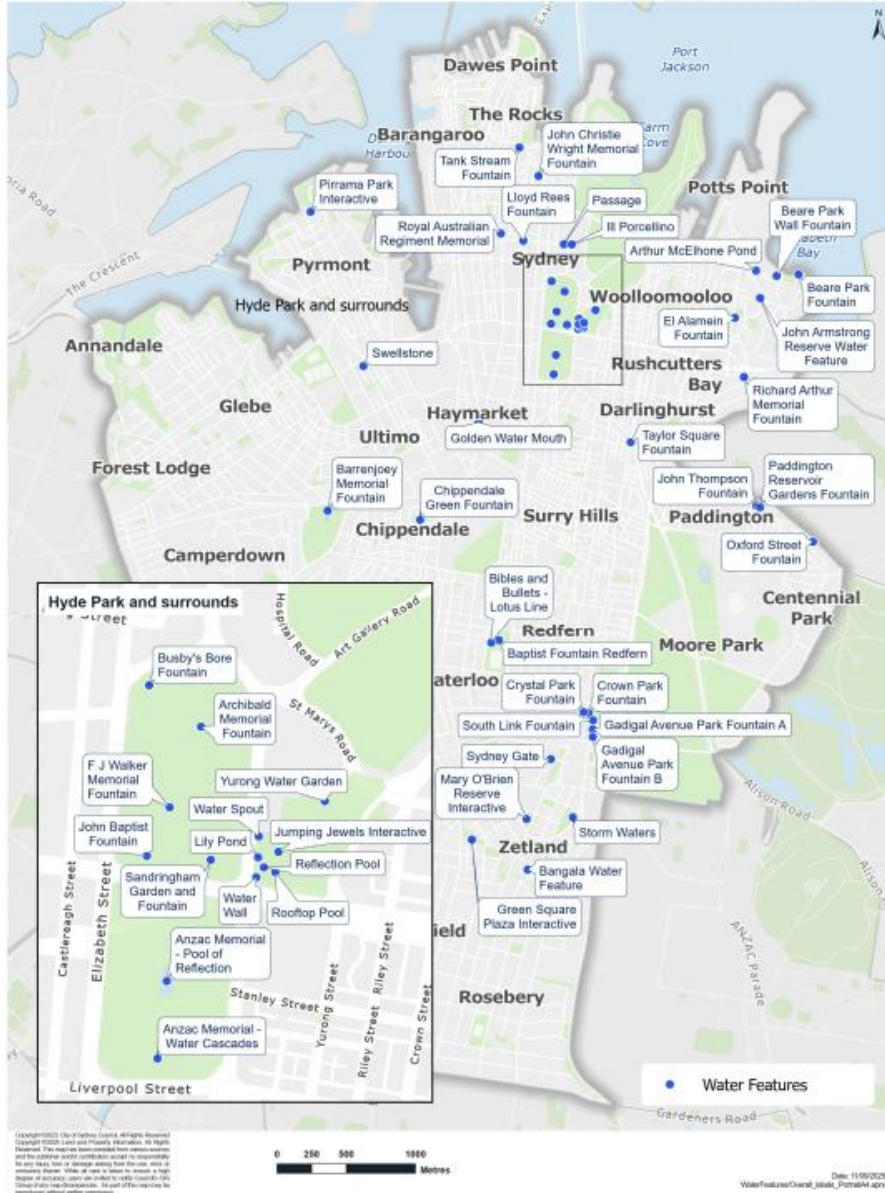 N
Port
Jackson
Dawes Point
The Rocks
Barangaroo
Harbour
Farm
Cove
John Christie
Wright Memorial
Fountain
Tank Stream
Fountain
Potts Point
Pirrama Park
Interactive
Lloyd Rees
Fountain
Passage
Ill Porcellino
Beare Park
Wall Fountain
Royal Australian
Regiment Memorial
Arthur McElhone Pond
Bay
The Crescent
Pyrmont
Sydney
Beare Park
Fountain
Hyde Park and surrounds
Woolloomooloo
El Alamein
Fountain
John Armstrong
Reserve Water
Feature
Annandale
Swellstone
Rushcutters
Bay
Glebe
Haymarket
Darlinghurst
Richard Arthur
Memorial
Fountain
Ultimo
Golden Water Mouth
Taylor Square
Fountain
Forest Lodge
Barrenjoey
Memorial
Fountain
Chippendale
Green Fountain
John Thompson
Fountain
Paddington
Reservoir
Gardens Fountain
Surry Hills
Paddington
Chippendale
Camperdown
Oxford Street
Fountain
Bibles and
Bullets -
Lotus Line
Centennial
Park
Redfern
Moore Park
Baptist Fountain Redfern
aterloo
Crystal Park
Fountain
Crown Park
Fountain
South Link Fountain
Gadigal Avenue Park Fountain A
Sydney Gate
Gadigal
Avenue Park
Fountain B
Mary O'Brien
Reserve
Interactive
Alison Road
Storm Waters
Zetland
Bangala Water
Feature
Green Square
Plaza Interactive
ANZAC PARADE
field
Rosebery
Gardeners Road
Hyde Park and surrounds
Street
Hospital Road
Art Gallery Road
Busby's Bore
Fountain
Archibald
Memorial
Fountain
St Marys Road
F J Walker
Memorial
Fountain
Yurong Water Garden
Water Spout
John Baptist
Fountain
Lily Pond
Jumping Jewels Interactive
Reflection Pool
Sandringham
Garden and
Fountain
Water
Wall
Rooftop Pool
Castlereagh Street
Elizabeth Street
Anzac Memorial
- Pool of
Reflection
Stanley Street
Yurong Street
Riley Street
Riley Street
Crown Street
Anzac Memorial -
Water Cascades
Liverpool Street
Water Features
0 250 500 1000
Metres